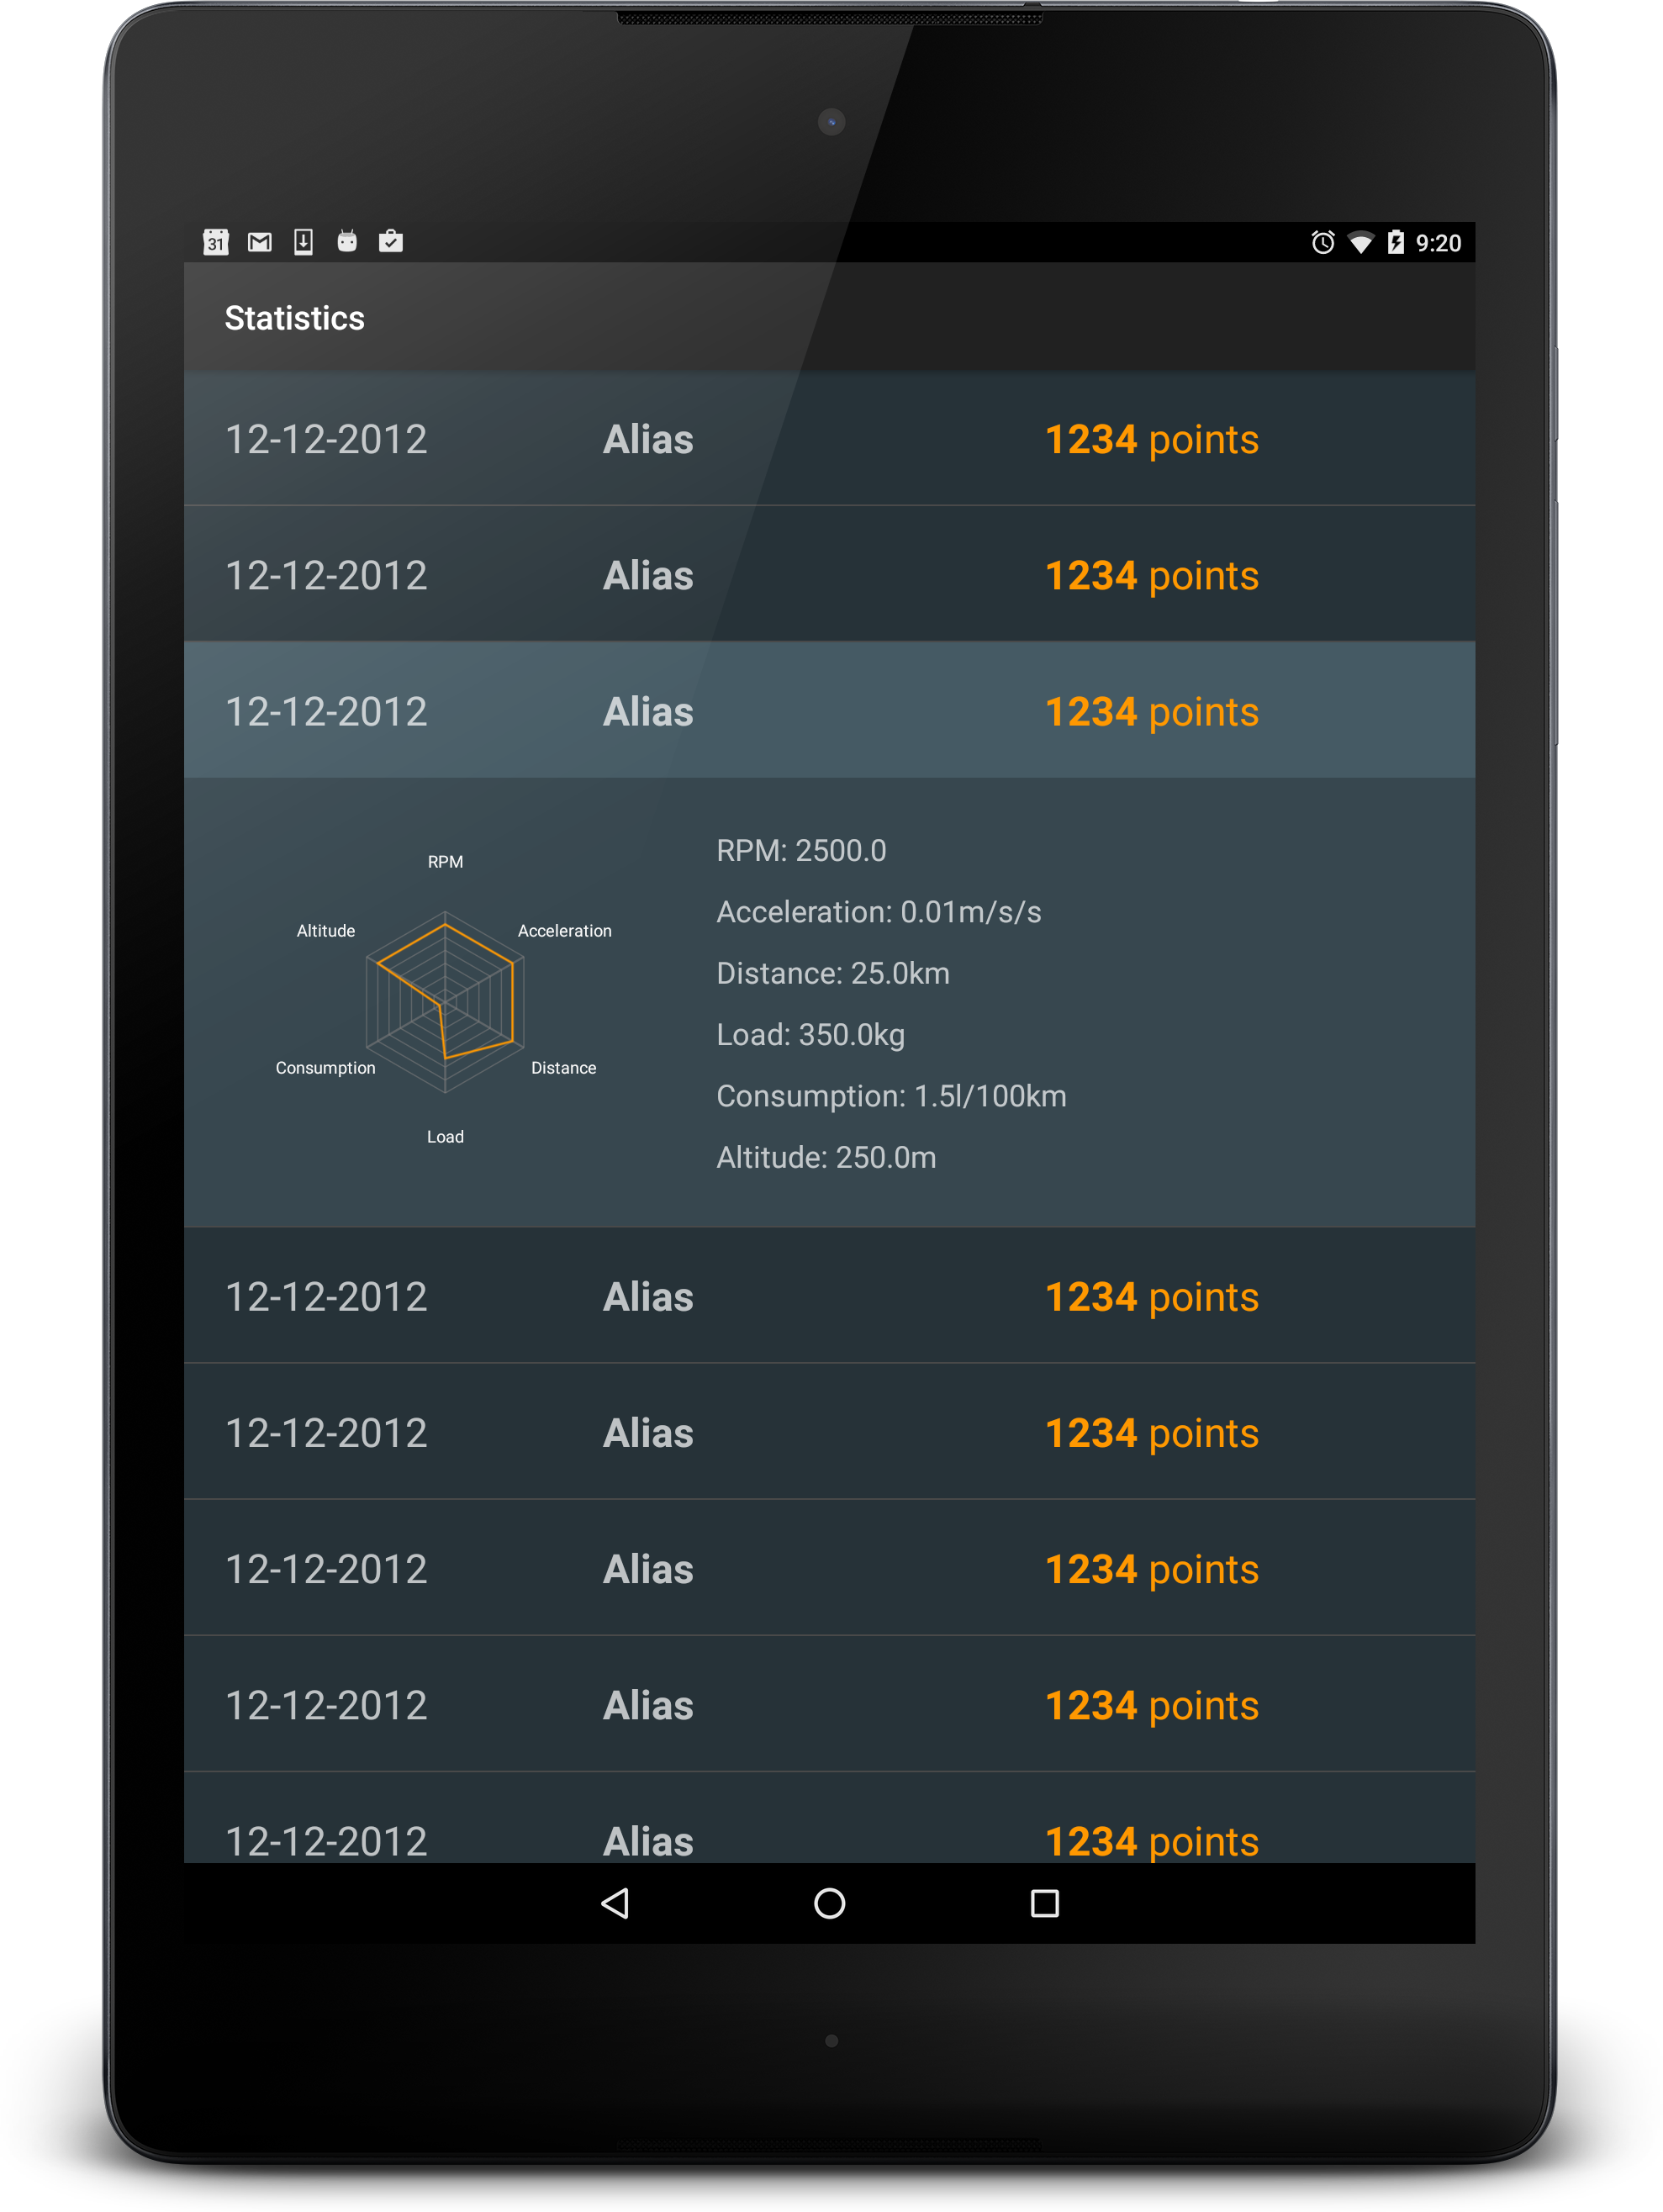 31 9:20
Statistics
12-12-2012 Alias 1234 points
12-12-2012 Alias 1234 points
12-12-2012 Alias 1234 points
RPM
Altitude Acceleration
Consumption Distance
Load
RPM: 2500.0
Acceleration: 0.01m/s/s
Distance: 25.0km
Load: 350.0kg
Consumption: 1.5l/100km
Altitude: 250.0m
12-12-2012 Alias 1234 points
12-12-2012 Alias 1234 points
12-12-2012 Alias 1234 points
12-12-2012 Alias 1234 points
12-12-2012 Alias 1234 points